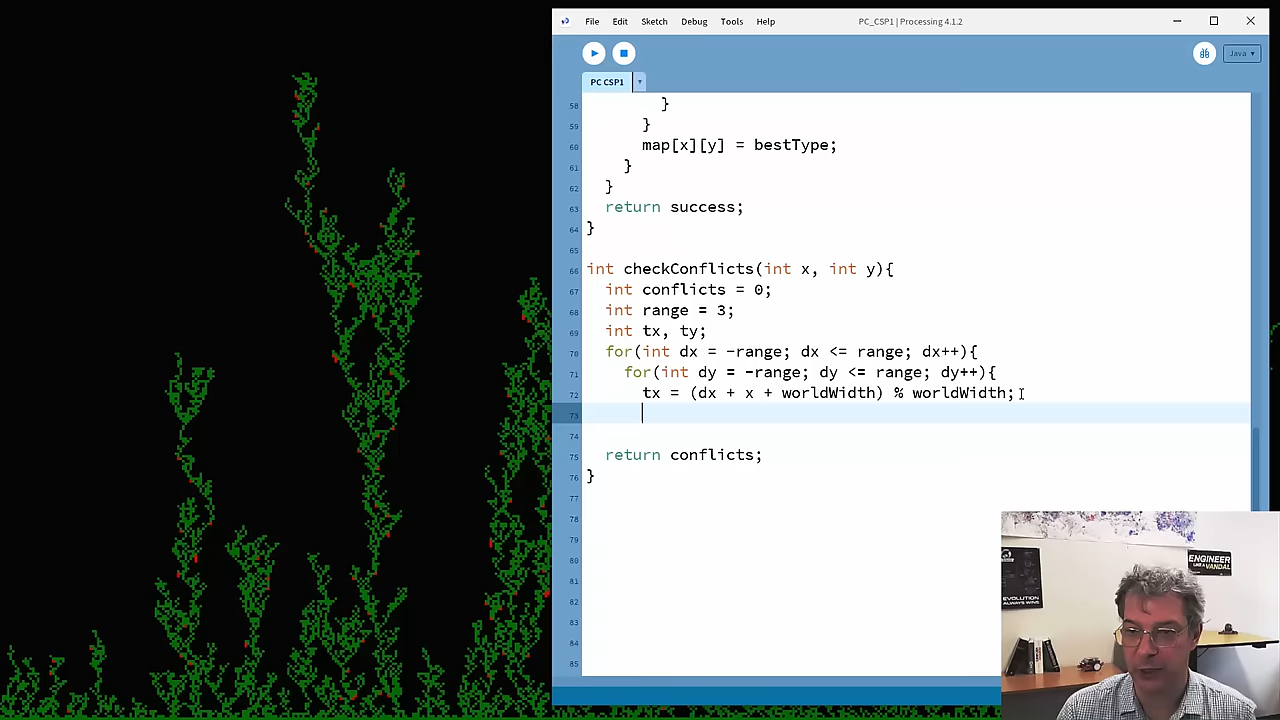 File Edit Sketch Debug Tools Help
PC_CSP1 | Processing 4.1.2
Java
PC CSP1
58 }
59 }
60 map[x][y] = bestType;
61 }
62 }
63 return success;
64 }
65
66 int checkConflicts(int x, int y){
67 int conflicts = 0;
68 int range = 3;
69 int tx, ty;
70 for(int dx = -range; dx <= range; dx++){
71 for(int dy = -range; dy <= range; dy++){
72 tx = (dx + x + worldWidth) % worldWidth;
73
74
75 return conflicts;
76 }
77
78
79
80
81
82
83
84
85
ENGINEER
LIKE A
VANDAL
EVOLUTION
ALWAYS WINS